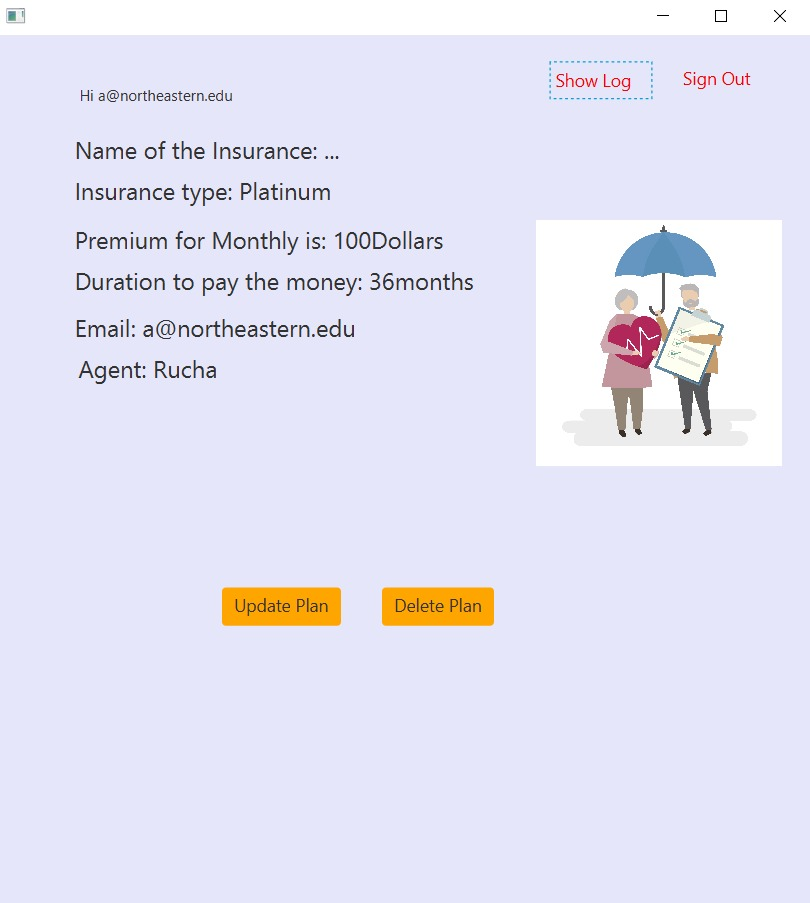 Show Log
Sign Out
Hi a@northeastern.edu
Name of the Insurance: ...
Insurance type: Platinum
Premium for Monthly is: 100Dollars
Duration to pay the money: 36months
Email: a@northeastern.edu
Agent: Rucha
Update Plan
Delete Plan